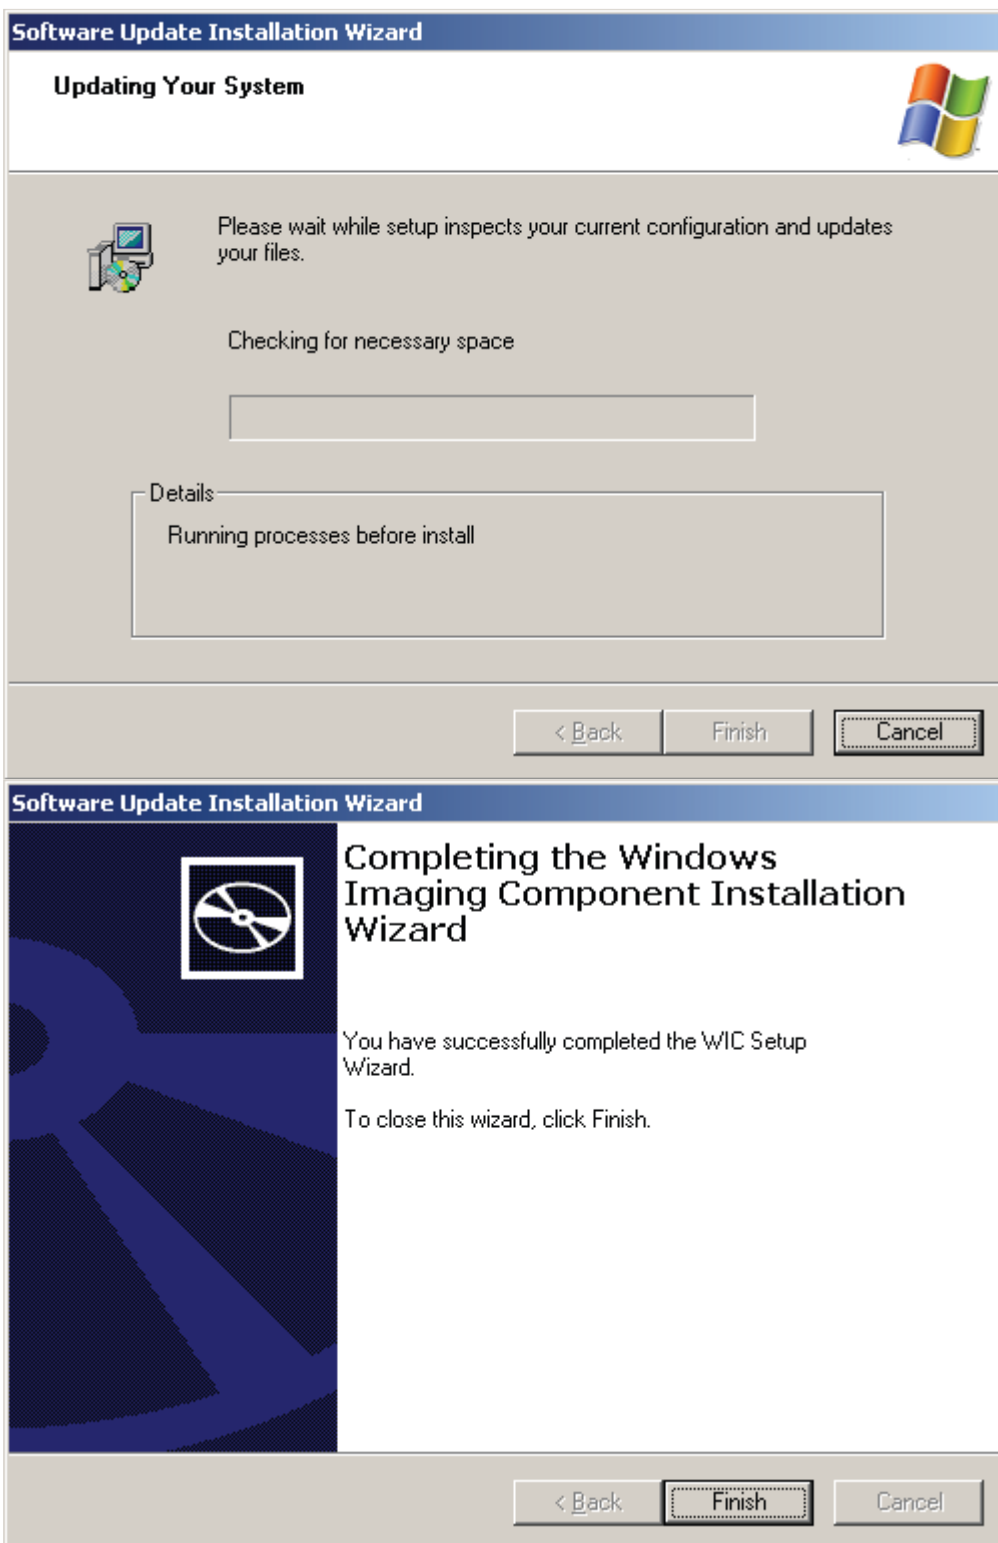 Software Update Installation Wizard
Updating Your System
Please wait while setup inspects your current configuration and updates
your files.
Checking for necessary space
Details
Running processes before install
< Back
Finish
Cancel
Software Update Installation Wizard
Completing the Windows
Imaging Component Installation
Wizard
You have successfully completed the WIC Setup
Wizard.
To close this wizard, click Finish.
< Back
Finish
Cancel